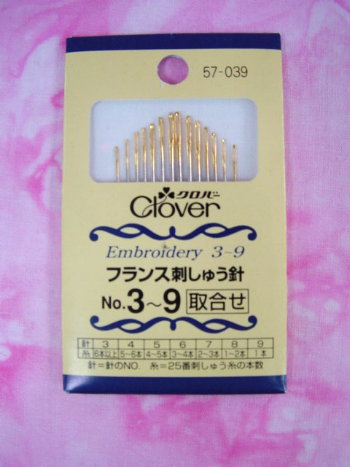 57-039
クロバー
Clover
Embroidery 3~9
フランス刺しゅう針
No.3~9 取合せ
針 3 4 5 6 7 8 9
糸 6本以上 5~6本 4~5本 3~4本 2~3本 1~2本 1本
針=針のNO. 糸=25番刺しゅう糸の本数